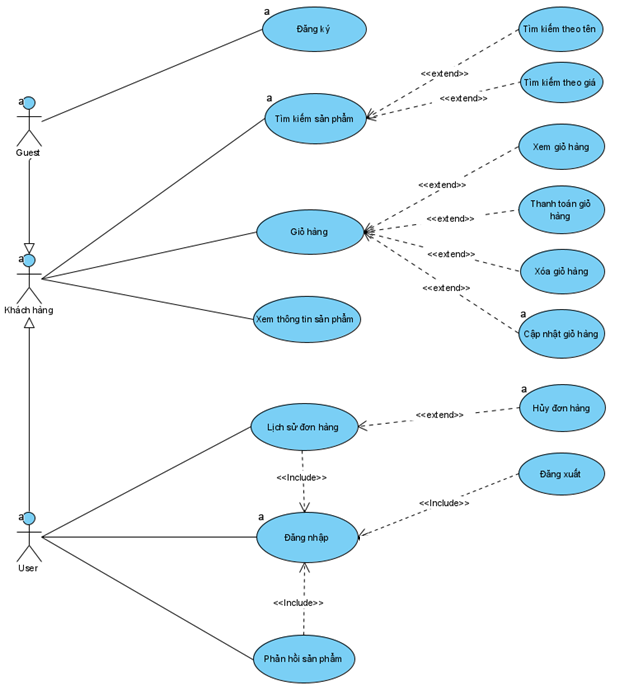 a
Đăng ký
Tìm kiếm theo tên
<<extend>>
Tìm kiếm theo giá
<<extend>>
a
Tìm kiếm sản phẩm
a
Guest
Xem giỏ hàng
<<extend>>
Thanh toán giỏ
hàng
<<extend>>
Giỏ hàng
a
Khách hàng
<<extend>>
Xóa giỏ hàng
<<extend>>
a
Cập nhật giỏ hàng
Xem thông tin sản phẩm
a
Hủy đơn hàng
<<extend>>
Lịch sử đơn hàng
<<Include>>
Đăng xuất
<<Include>>
a
Đăng nhập
a
User
<<Include>>
Phản hồi sản phẩm